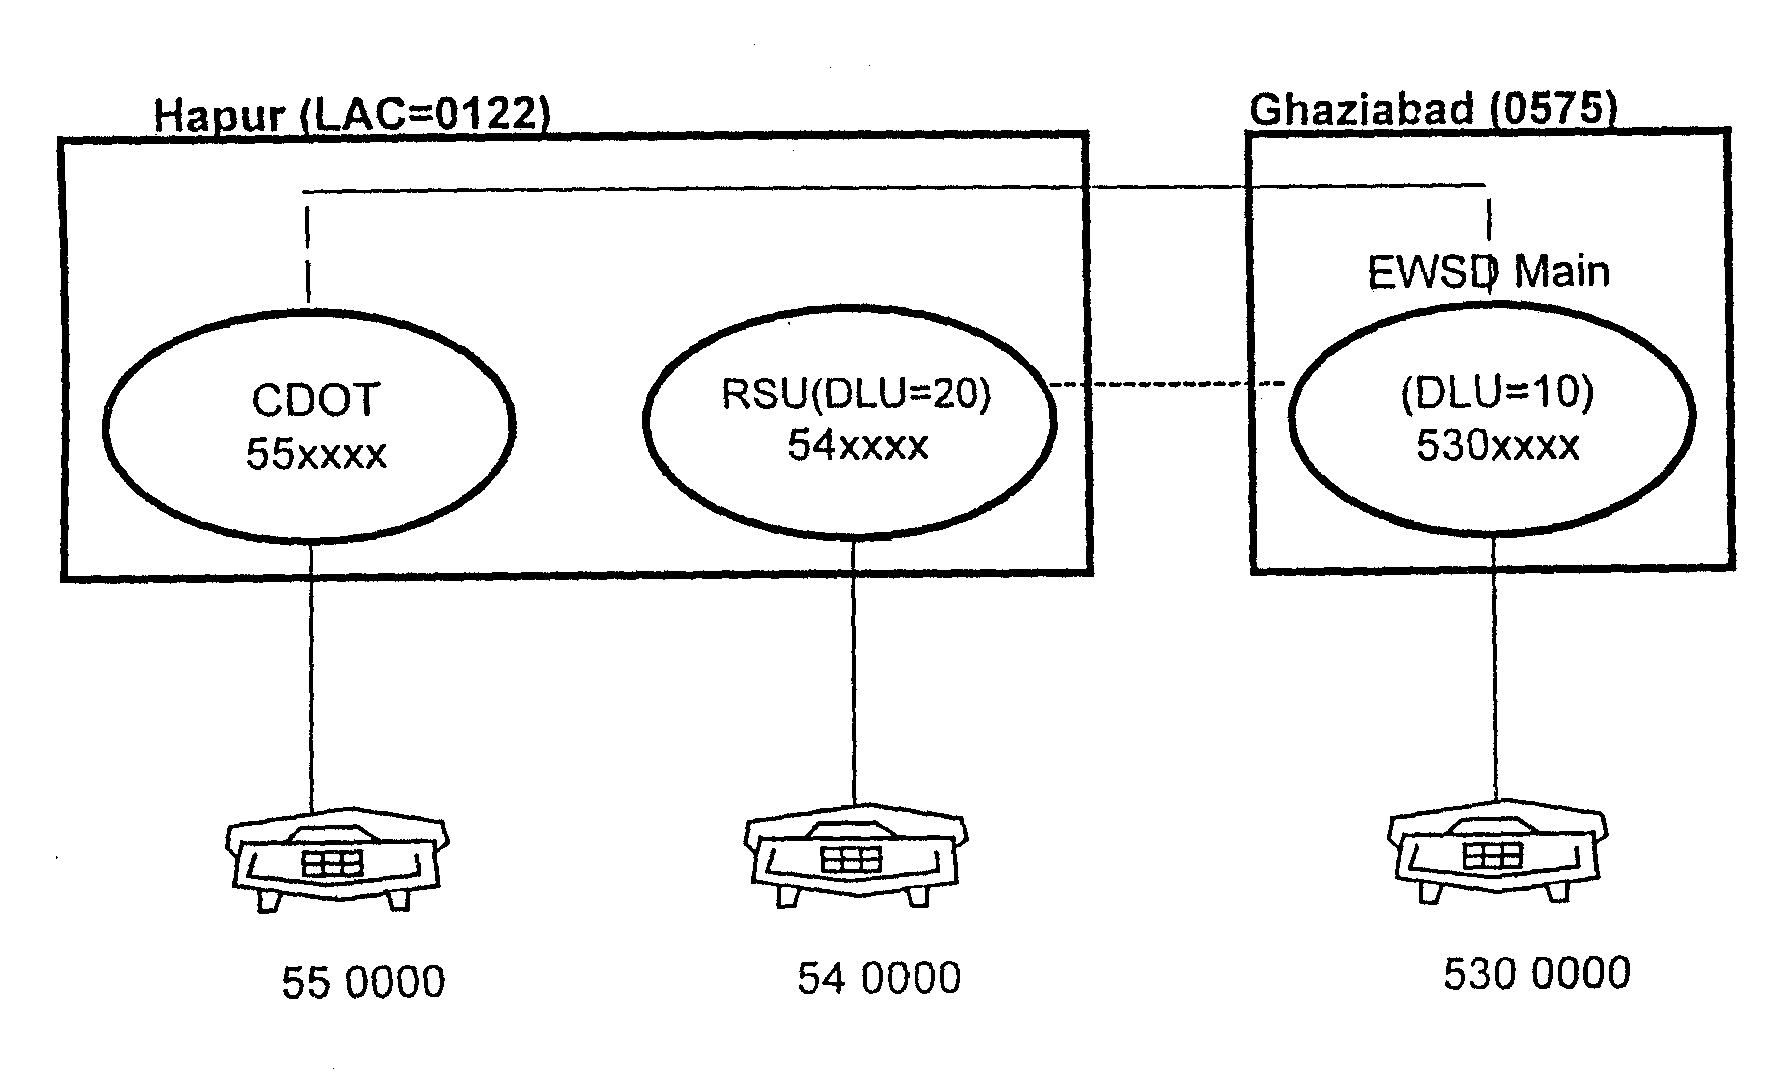 Hapur (LAC=0122)
Ghaziabad (0575)
EWSD Main
CDOT
55xxxx
RSU(DLU=20)
54xxxx
(DLU=10)
530xxxx
55 0000
54 0000
530 0000